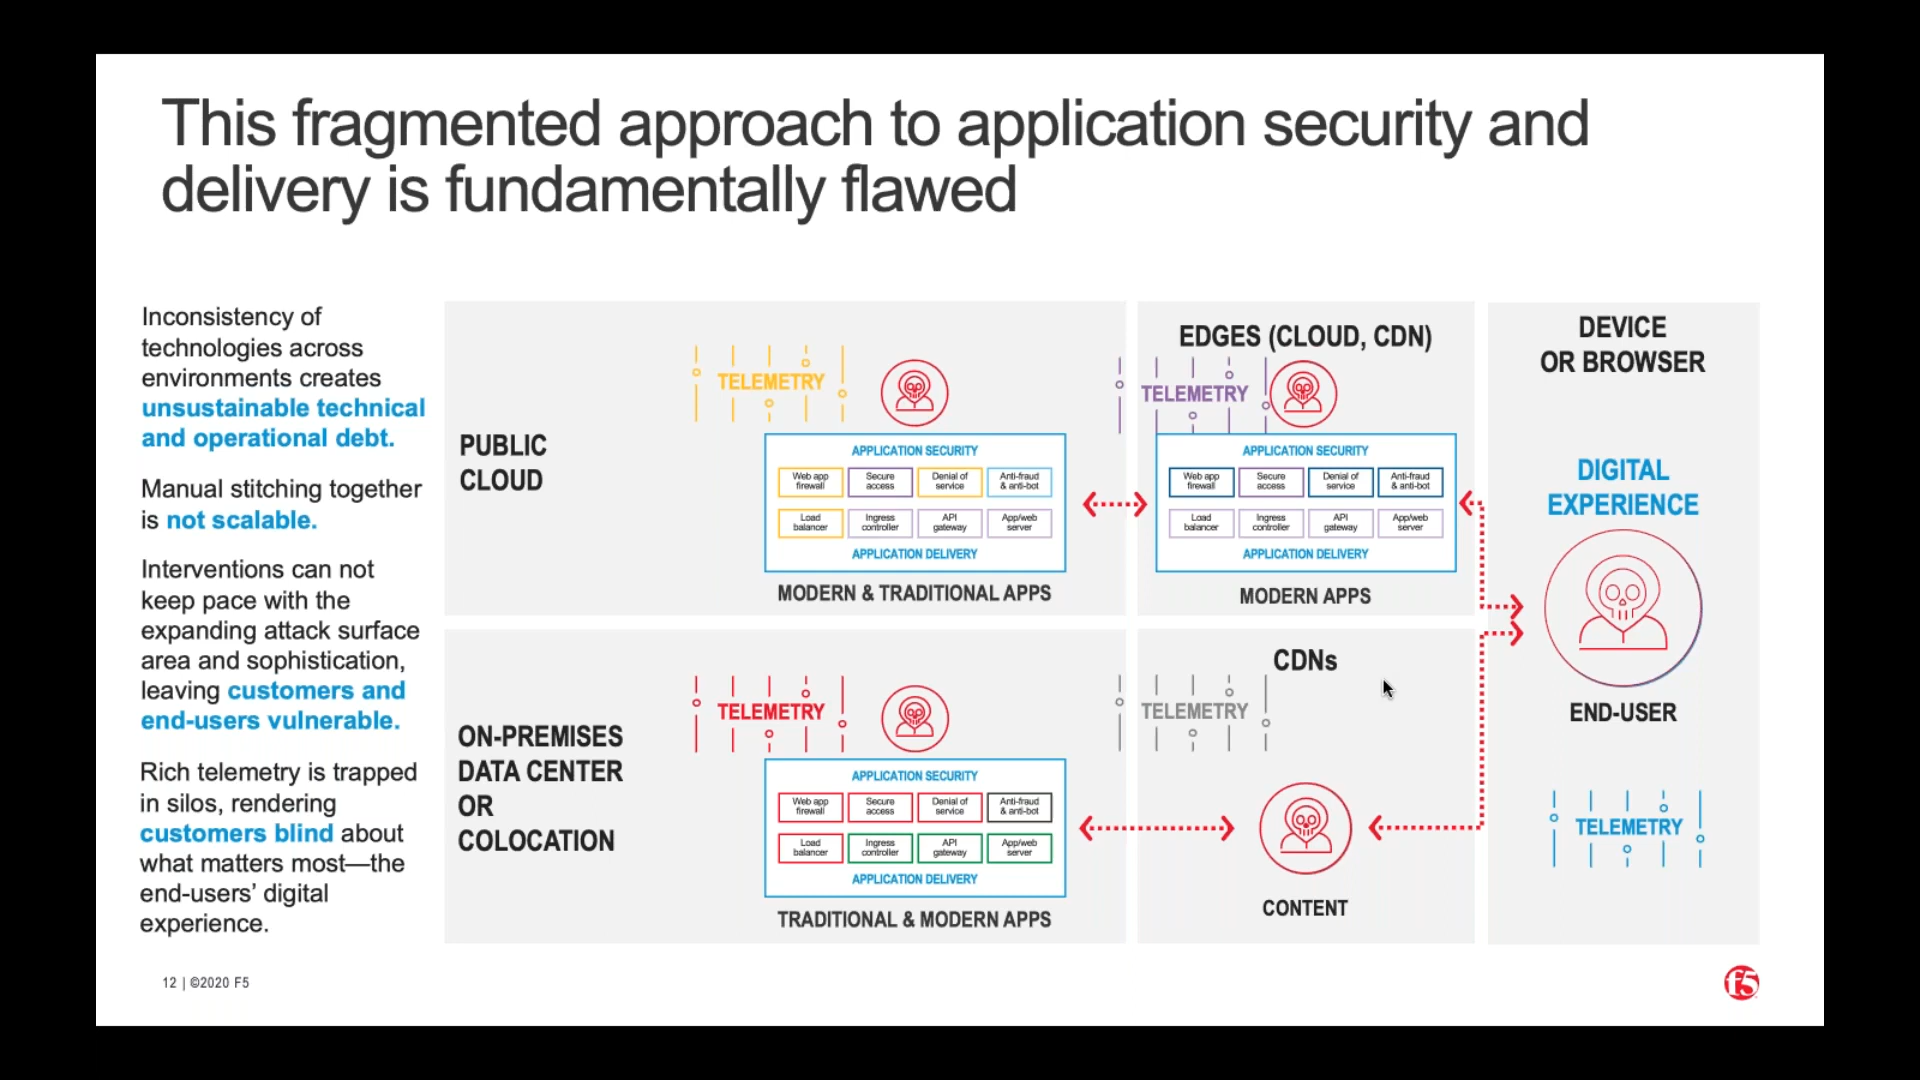 This fragmented approach to application security and
delivery is fundamentally flawed
Inconsistency of
technologies across
environments creates
unsustainable technical
and operational debt.
Manual stitching together
is not scalable.
Interventions can not
keep pace with the
expanding attack surface
area and sophistication,
leaving customers and
end-users vulnerable.
Rich telemetry is trapped
in silos, rendering
customers blind about
what matters most—the
end-users’ digital
experience.
PUBLIC
CLOUD
TELEMETRY
APPLICATION SECURITY
Web app
firewall
Secure
access
Denial of
service
Anti-fraud
& anti-bot
Load
balancer
Ingress
controller
API
gateway
App/web
server
APPLICATION DELIVERY
MODERN & TRADITIONAL APPS
EDGES (CLOUD, CDN)
TELEMETRY
APPLICATION SECURITY
Web app
firewall
Secure
access
Denial of
service
Anti-fraud
& anti-bot
Load
balancer
Ingress
controller
API
gateway
App/web
server
APPLICATION DELIVERY
MODERN APPS
ON-PREMISES
DATA CENTER
OR
COLOCATION
TELEMETRY
APPLICATION SECURITY
Web app
firewall
Secure
access
Denial of
service
Anti-fraud
& anti-bot
Load
balancer
Ingress
controller
API
gateway
App/web
server
APPLICATION DELIVERY
TRADITIONAL & MODERN APPS
CDNs
TELEMETRY
CONTENT
DEVICE
OR BROWSER
DIGITAL
EXPERIENCE
END-USER
TELEMETRY
12 | ©2020 F5
f5